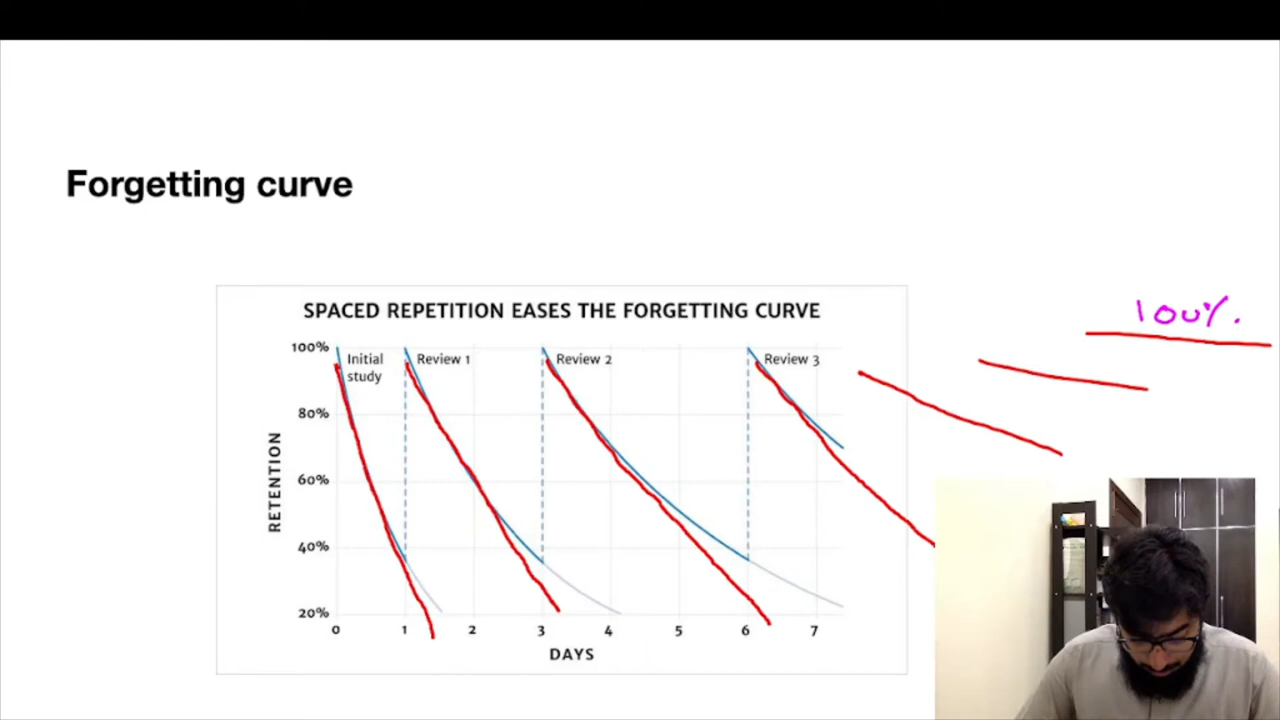 Forgetting curve
SPACED REPETITION EASES THE FORGETTING CURVE
100%.
100%
Initial
study
Review 1
Review 2
Review 3
80%
60%
40%
20%
RETENTION
0 1 2 3 4 5 6 7
DAYS